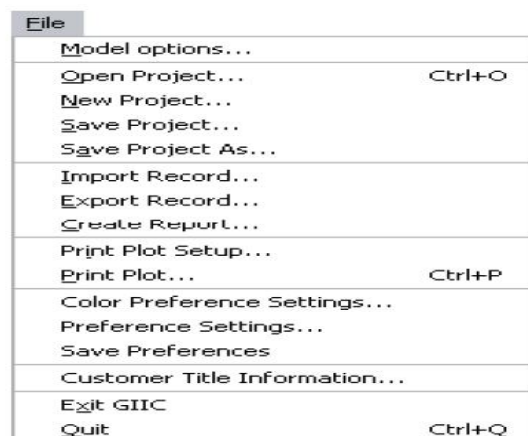 File
Model options...
Open Project... Ctrl+O
New Project...
Save Project...
Save Project As...
Import Record...
Export Record...
Create Report...
Print Plot Setup...
Print Plot... Ctrl+P
Color Preference Settings...
Preference Settings...
Save Preferences
Customer Title Information...
Exit GIIC
Quit Ctrl+Q